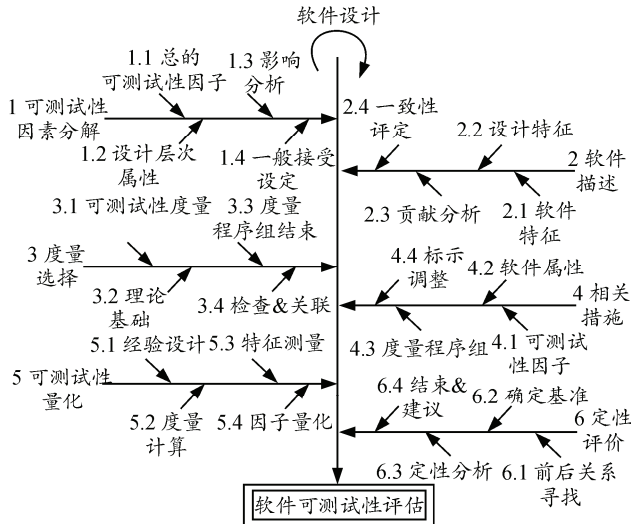 软件设计
1.1 总的
可测试性因子
1.3 影响
分析
1 可测试性
因素分解
1.2 设计层次
属性
1.4 一般接受
设定
2.4 一致性
评定
2.2 设计特征
2 软件
描述
2.3 贡献分析
2.1 软件
特征
3.1 可测试性度量
3.3 度量
程序组结束
3 度量
选择
3.2 理论
基础
3.4 检查&关联
4.4 标示
调整
4.2 软件属性
4 相关
措施
4.3 度量程序组
4.1 可测试
性因子
5.1 经验设计
5.3 特征测量
5 可测试性
量化
5.2 度量
计算
5.4 因子量化
6.4 结束&
建议
6.2 确定基准
6 定性
评价
6.3 定性分析
6.1 前后关系
寻找
软件可测试性评估